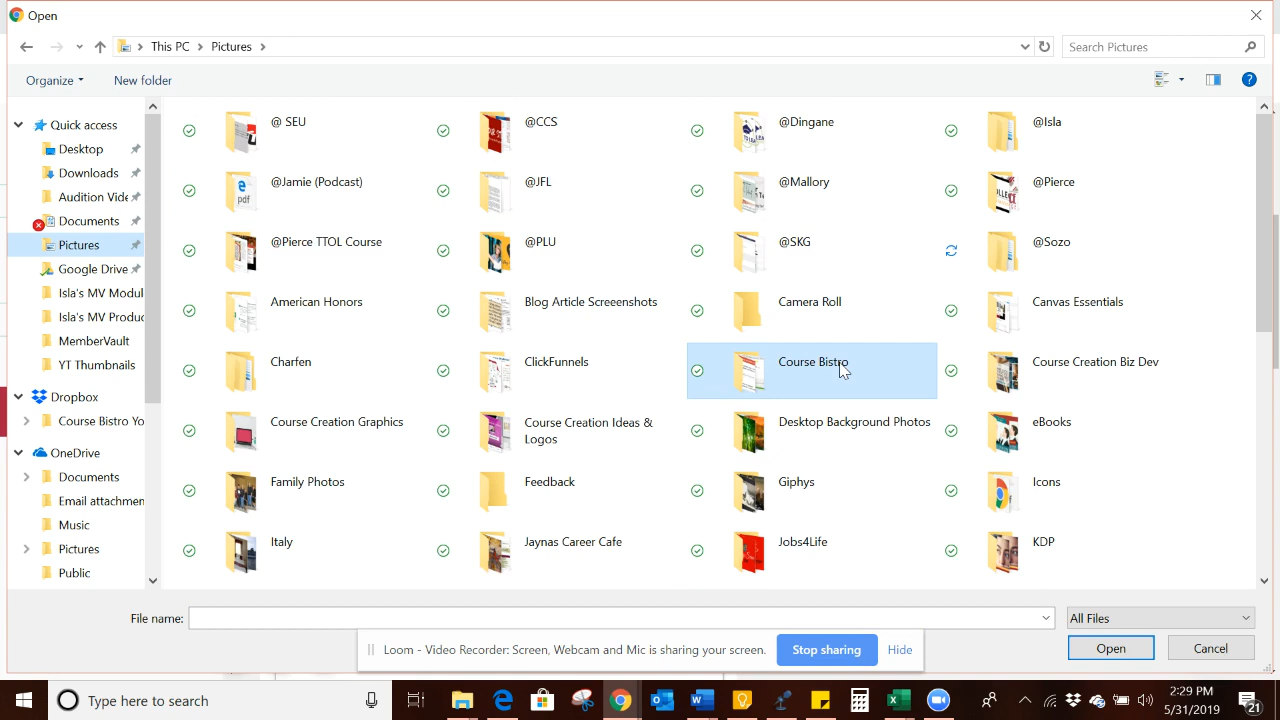 Open
This PC
Pictures
Search Pictures
Organize
New folder
Quick access
Desktop
Downloads
Audition Vide
Documents
Pictures
Google Drive
Isla's MV Modul
Isla's MV Produc
MemberVault
YT Thumbnails
Dropbox
Course Bistro Yo
OneDrive
Documents
Email attachmen
Music
Pictures
Public
@ SEU
@CCS
@Dingane
@Isla
@Jamie (Podcast)
@JFL
@Mallory
@Pierce
@Pierce TTOL Course
@PLU
@SKG
@Sozo
American Honors
Blog Article Screeenshots
Camera Roll
Canvas Essentials
Charfen
ClickFunnels
Course Bistro
Course Creation Biz Dev
Course Creation Graphics
Course Creation Ideas &
Logos
Desktop Background Photos
eBooks
Family Photos
Feedback
Giphys
Icons
Italy
Jaynas Career Cafe
Jobs4Life
KDP
File name:
All Files
Open
Cancel
Loom - Video Recorder: Screen, Webcam and Mic is sharing your screen.
Stop sharing
Hide
Type here to search
2:29 PM
5/31/2019
21